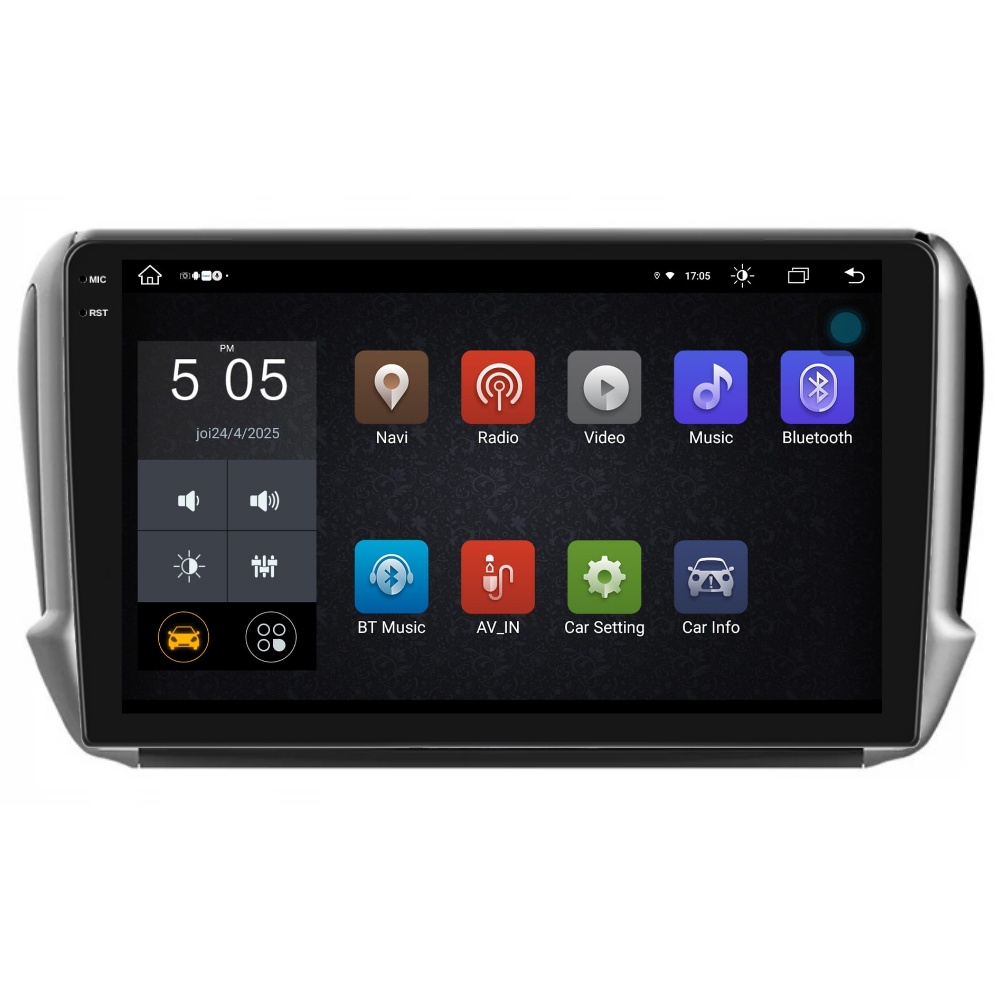 MIC
17:05
RST
PM
5 05
joi24/4/2025
Navi
Radio
Video
Music
Bluetooth
BT Music
AV_IN
Car Setting
Car Info